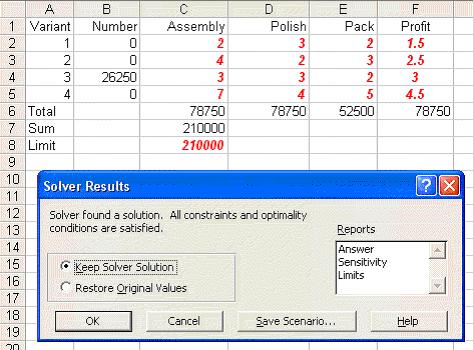 A B C D E F
1 Variant Number Assembly Polish Pack Profit
2 1 0 2 3 2 1.5
3 2 0 4 2 3 2.5
4 3 26250 3 3 2 3
5 4 0 7 4 5 4.5
6 Total 78750 78750 52500 78750
7 Sum 210000
8 Limit 210000
9
10
11
12
13
14
15
16
17
18
19
20
Solver Results
Solver found a solution. All constraints and optimality
conditions are satisfied.
Reports
Answer
Sensitivity
Limits
Keep Solver Solution
Restore Original Values
OK Cancel Save Scenario... Help